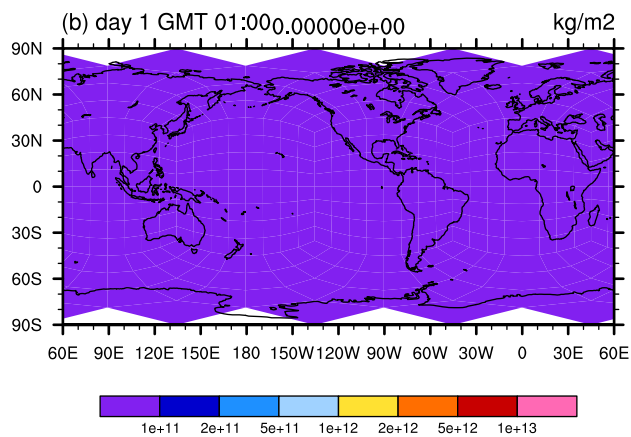 (b) day 1 GMT 01:00 0.00000e+00 kg/m2
90N
60N
30N
0
30S
60S
90S
60E 90E 120E 150E 180 150W 120W 90W 60W 30W 0 30E 60E
1e+11 2e+11 5e+11 1e+12 2e+12 5e+12 1e+13